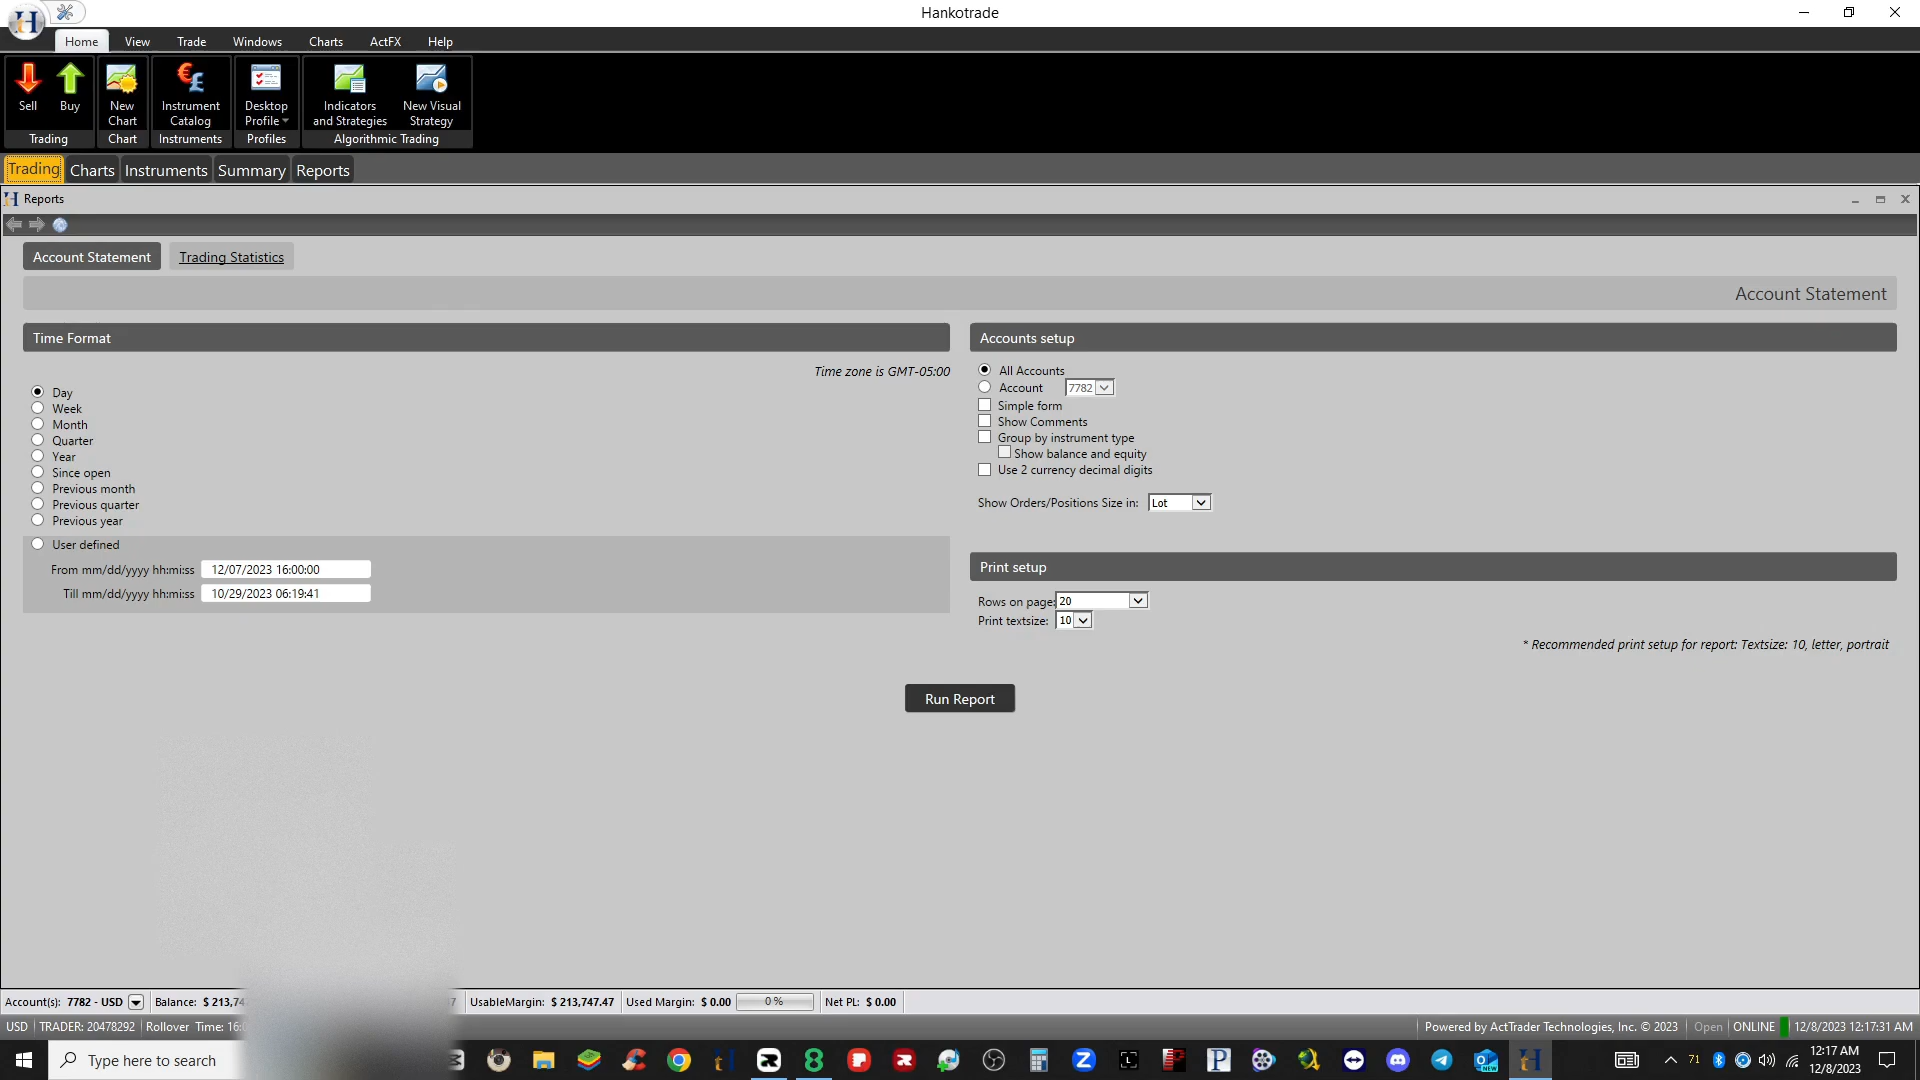 Hankotrade
Home View Trade Windows Charts ActFX Help
Sell Buy New Chart Instrument Catalog Desktop Profile Indicators and Strategies New Visual Strategy
Trading Chart Instruments Profiles Algorithmic Trading
Trading Charts Instruments Summary Reports
Reports
Account Statement Trading Statistics
Account Statement
Time Format
Time zone is GMT-05:00
Day
Week
Month
Quarter
Year
Since open
Previous month
Previous quarter
Previous year
User defined
From mm/dd/yyyy hh:mi:ss 12/07/2023 16:00:00
Till mm/dd/yyyy hh:mi:ss 10/29/2023 06:19:41
Accounts setup
All Accounts
Account 7782
Simple form
Show Comments
Group by instrument type
Show balance and equity
Use 2 currency decimal digits
Show Orders/Positions Size in: Lot
Print setup
Rows on page: 20
Print textsize: 10
* Recommended print setup for report: Textsize: 10, letter, portrait
Run Report
Account(s): 7782 - USD Balance: UsableMargin: $ 213,747.47 Used Margin: $ 0.00 0 % Net PL: $ 0.00
USD TRADER: 20478292 Rollover Time: Powered by ActTrader Technologies, Inc. © 2023 Open ONLINE 12/8/2023 12:17:31 AM
Type here to search 71 12:17 AM
12/8/2023